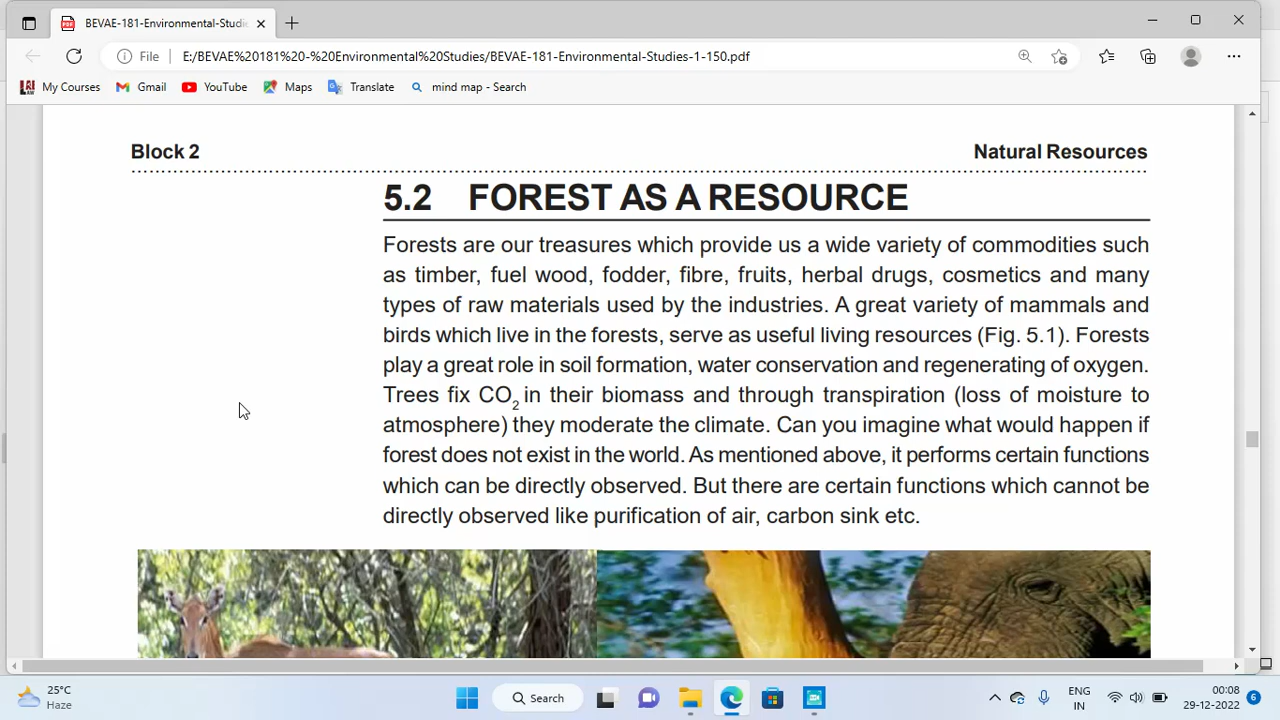 BEVAE-181-Environmental-Studi
File
E:/BEVAE%20181%20-%20Environmental%20Studies/BEVAE-181-Environmental-Studies-1-150.pdf
My Courses
Gmail
YouTube
Maps
Translate
mind map - Search
Block 2
Natural Resources
5.2 FOREST AS A RESOURCE
Forests are our treasures which provide us a wide variety of commodities such
as timber, fuel wood, fodder, fibre, fruits, herbal drugs, cosmetics and many
types of raw materials used by the industries. A great variety of mammals and
birds which live in the forests, serve as useful living resources (Fig. 5.1). Forests
play a great role in soil formation, water conservation and regenerating of oxygen.
Trees fix CO2 in their biomass and through transpiration (loss of moisture to
atmosphere) they moderate the climate. Can you imagine what would happen if
forest does not exist in the world. As mentioned above, it performs certain functions
which can be directly observed. But there are certain functions which cannot be
directly observed like purification of air, carbon sink etc.
25°C
Haze
Search
ENG
IN
00:08
29-12-2022
6